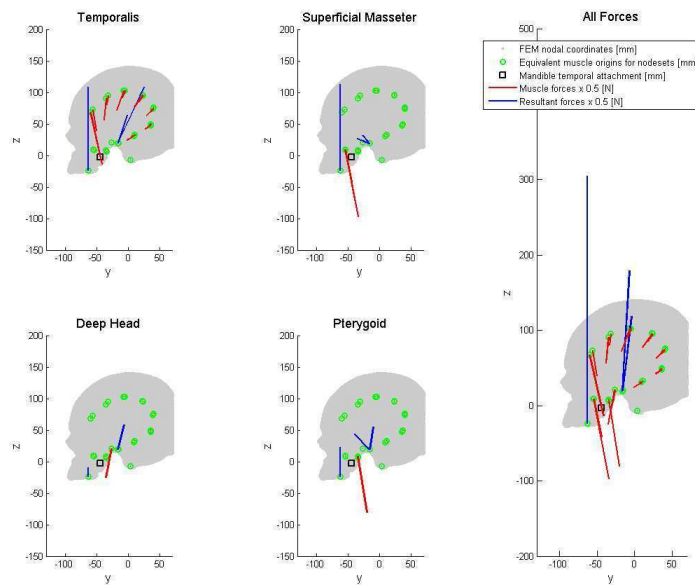 Temporalis
200
150
100
50
0
-50
-100
-150
z
-100
-50
0
50
y
Superficial Masseter
200
150
100
50
0
-50
-100
-150
z
-100
-50
0
50
y
All Forces
FEM nodal coordinates [mm]
Equivalent muscle origins for nodesets [mm]
Mandible temporal attachment [mm]
Muscle forces x 0.5 [N]
Resultant forces x 0.5 [N]
500
300
200
100
0
-100
-200
z
-100
-50
0
50
y
Deep Head
200
150
100
50
0
-50
-100
-150
z
-100
-50
0
50
y
Pterygoid
200
150
100
50
0
-50
-100
-150
z
-100
-50
0
50
y